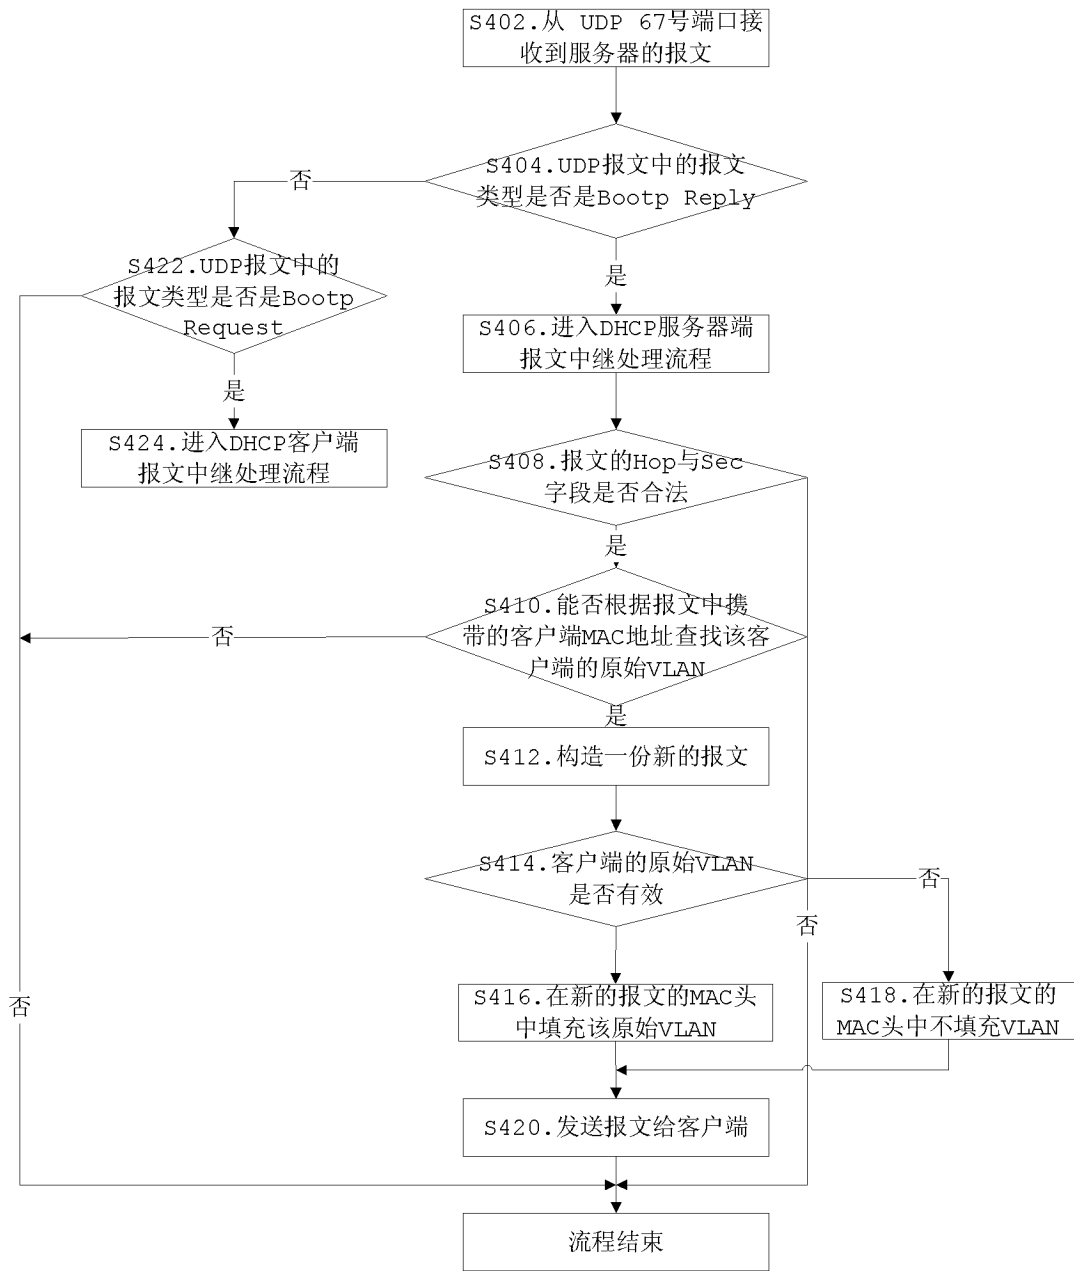 S402.从 UDP 67号端口接
收到服务器的报文
S404.UDP报文中的报文
类型是否是Bootp Reply
否
是
S422.UDP报文中的
报文类型是否是Bootp
Request
是
S424.进入DHCP客户端
报文中继处理流程
S406.进入DHCP服务器端
报文中继处理流程
S408.报文的Hop与Sec
字段是否合法
是
S410.能否根据报文中携
带的客户端MAC地址查找该客
户端的原始VLAN
否
是
S412.构造一份新的报文
S414.客户端的原始VLAN
是否有效
否
否
否
S416.在新的报文的MAC头
中填充该原始VLAN
S418.在新的报文的
MAC头中不填充VLAN
S420.发送报文给客户端
流程结束